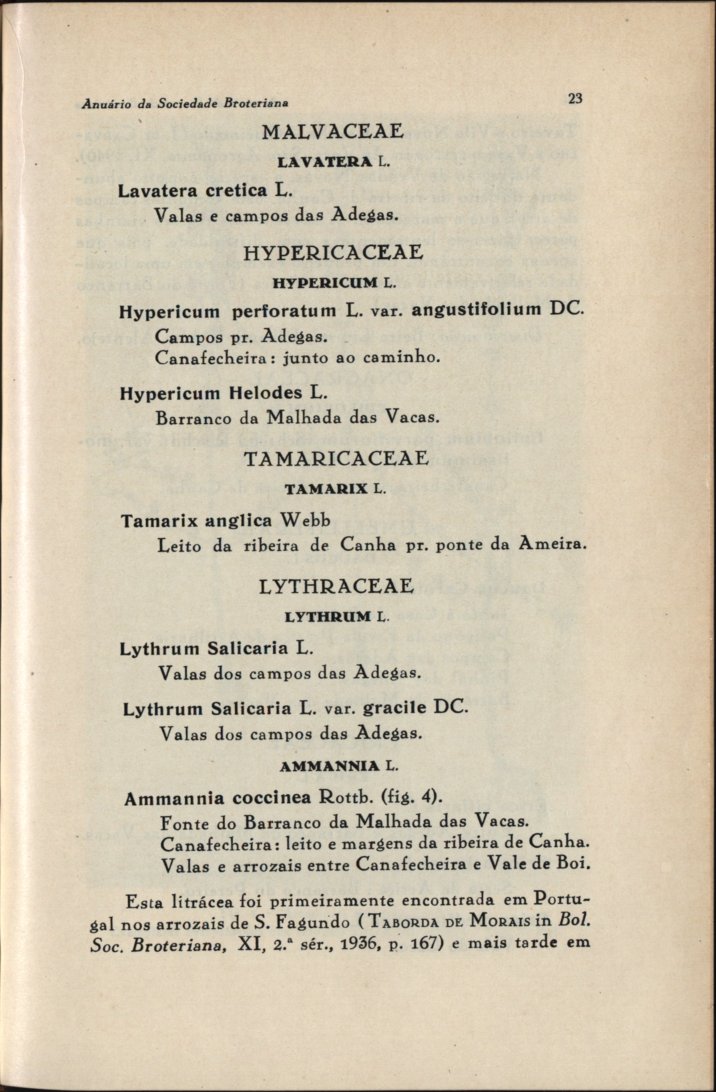 Anuário da Sociedade Broteriana 23
MALVACEAE
LAVATERA L.
Lavatera cretica L.
Valas e campos das Adegas.
HYPERICACEAE
HYPERICUM L.
Hypericum perforatum L. var. angustifolium DC.
Campos pr. Adegas.
Canafecheira: junto ao caminho.
Hypericum Helodes L.
Barranco da Malhada das Vacas.
TAMARICACEAE
TAMARIX L.
Tamarix anglica Webb
Leito da ribeira de Canha pr. ponte da Ameira.
LYTHRACEAE
LYTHRUM L.
Lythrum Salicaria L.
Valas dos campos das Adegas.
Lythrum Salicaria L. var. gracile DC.
Valas dos campos das Adegas.
AMMANNIA L.
Ammannia coccinea Rottb. (fig. 4).
Fonte do Barranco da Malhada das Vacas.
Canafecheira: leito e margens da ribeira de Canha.
Valas e arrozais entre Canafecheira e Vale de Boi.
Esta litrácea foi primeiramente encontrada em Portu-
gal nos arrozais de S. Fagundo (TABORDA DE MORAIS in Bol.
Soc. Broteriana, XI, 2.ª sér., 1936, p. 167) e mais tarde em